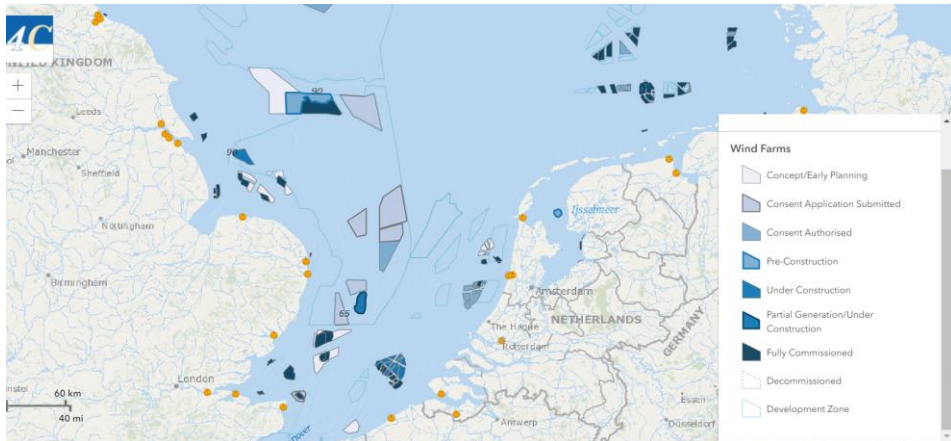 4C
UNITED KINGDOM
+
−
Leeds
Manchester
Sheffield
Nottingham
Birmingham
London
60 km
40 mi
90
90
65
Dover
Ijsselmeer
Amsterdam
The Hague
NETHERLANDS
Rotterdam
GERMANY
Antwerp
Essen
Düsseldorf
Wind Farms
Concept/Early Planning
Consent Application Submitted
Consent Authorised
Pre-Construction
Under Construction
Partial Generation/Under
Construction
Fully Commissioned
Decommissioned
Development Zone